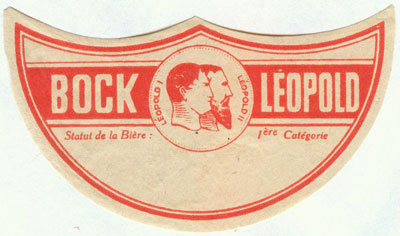 BOCK LÉOPOLD
LÉOPOLD I
LÉOPOLD II
Statut de la Bière : 1ère Catégorie